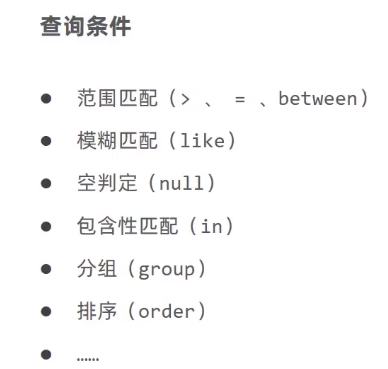 查询条件
● 范围匹配（> 、 = 、between）
● 模糊匹配（like）
● 空判定（null）
● 包含性匹配（in）
● 分组（group）
● 排序（order）
● ……